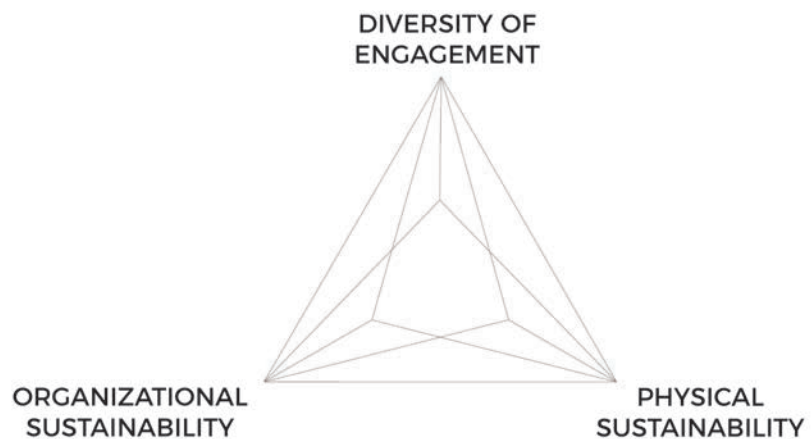 DIVERSITY OF
ENGAGEMENT
ORGANIZATIONAL
SUSTAINABILITY
PHYSICAL
SUSTAINABILITY